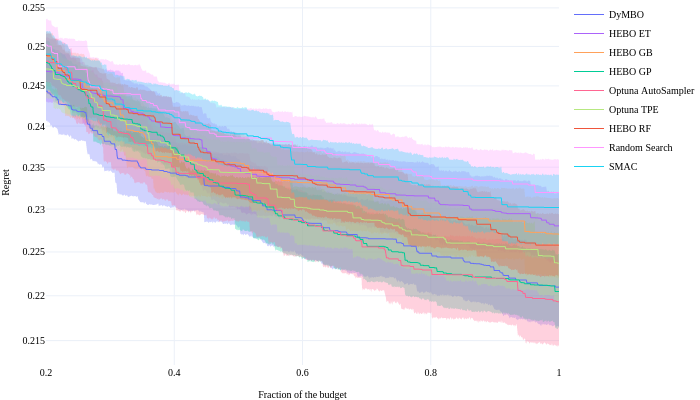 0.255
0.25
0.245
0.24
0.235
0.23
0.225
0.22
0.215
Regret
0.2 0.4 0.6 0.8 1
Fraction of the budget
DyMBO
HEBO ET
HEBO GB
HEBO GP
Optuna AutoSampler
Optuna TPE
HEBO RF
Random Search
SMAC